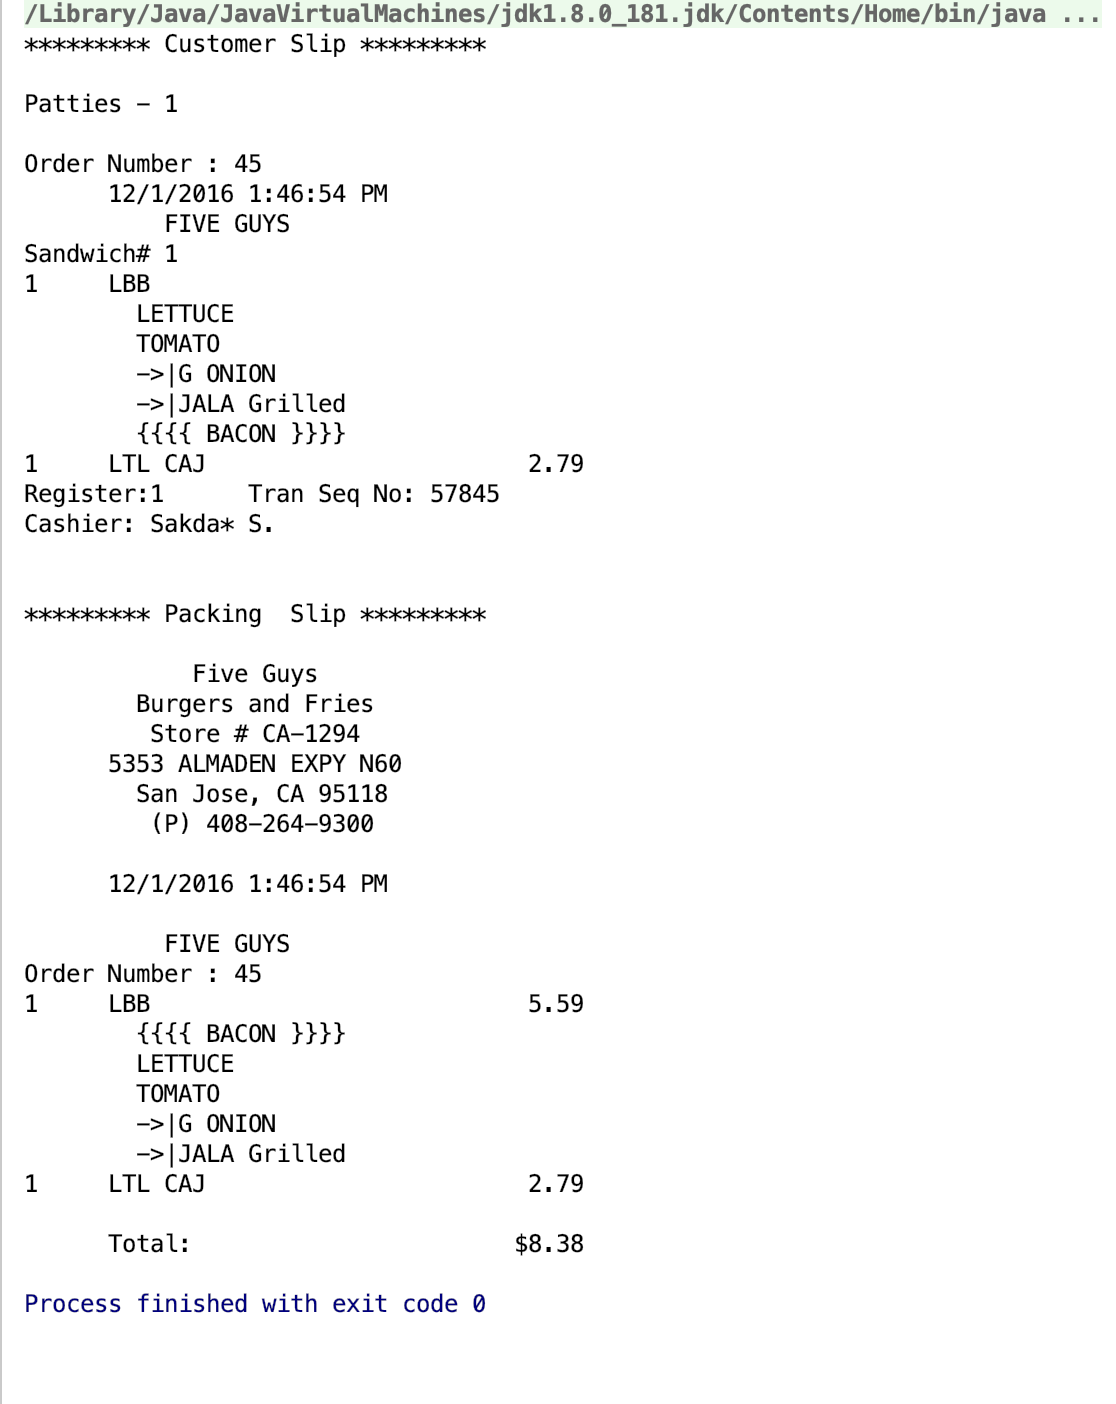 /Library/Java/JavaVirtualMachines/jdk1.8.0_181.jdk/Contents/Home/bin/java ...
********* Customer Slip *********
Patties - 1
Order Number : 45
12/1/2016 1:46:54 PM
FIVE GUYS
Sandwich# 1
1     LBB
LETTUCE
TOMATO
->|G ONION
->|JALA Grilled
{{{{ BACON }}}}
1     LTL CAJ                       2.79
Register:1      Tran Seq No: 57845
Cashier: Sakda* S.
********* Packing  Slip *********
Five Guys
Burgers and Fries
Store # CA-1294
5353 ALMADEN EXPY N60
San Jose, CA 95118
(P) 408-264-9300
12/1/2016 1:46:54 PM
FIVE GUYS
Order Number : 45
1     LBB                           5.59
{{{{ BACON }}}}
LETTUCE
TOMATO
->|G ONION
->|JALA Grilled
1     LTL CAJ                       2.79
Total:                       $8.38
Process finished with exit code 0